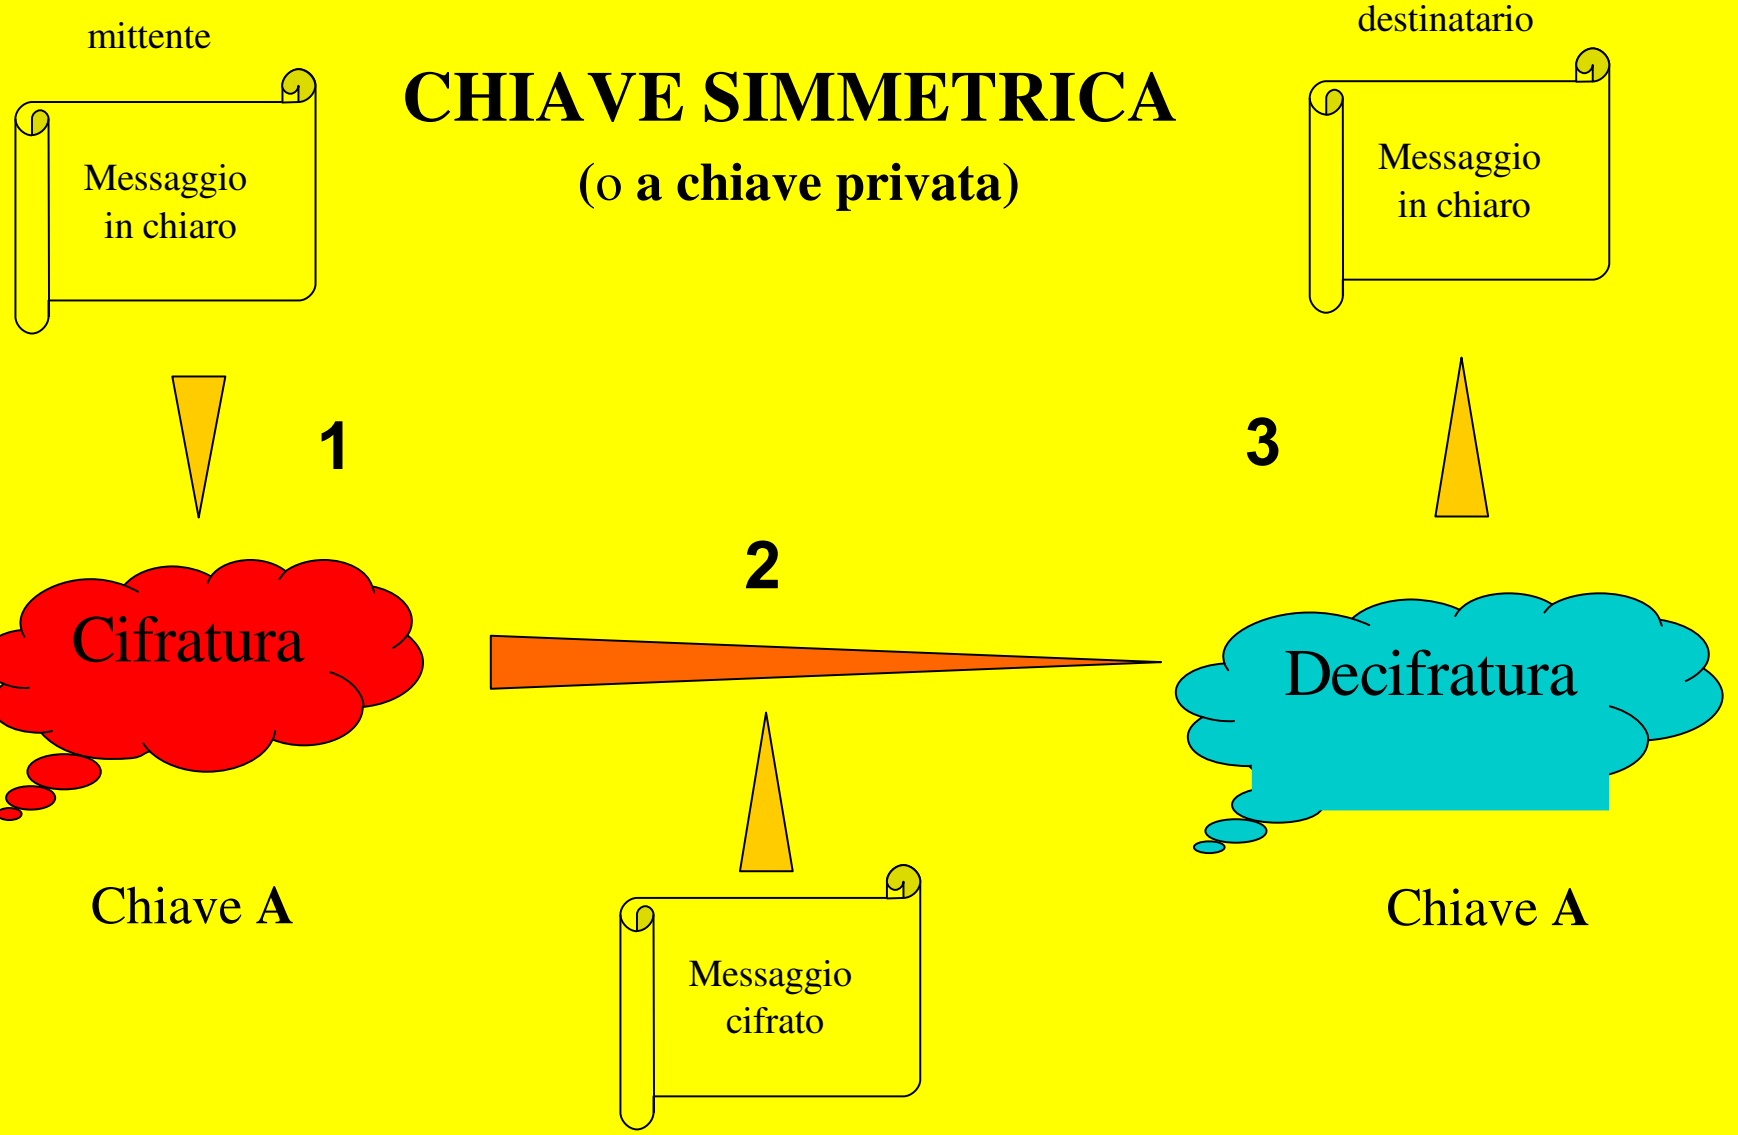 mittente
destinatario
CHIAVE SIMMETRICA
(o a chiave privata)
Messaggio
in chiaro
Messaggio
in chiaro
1
3
2
Cifratura
Decifratura
Chiave A
Chiave A
Messaggio
cifrato